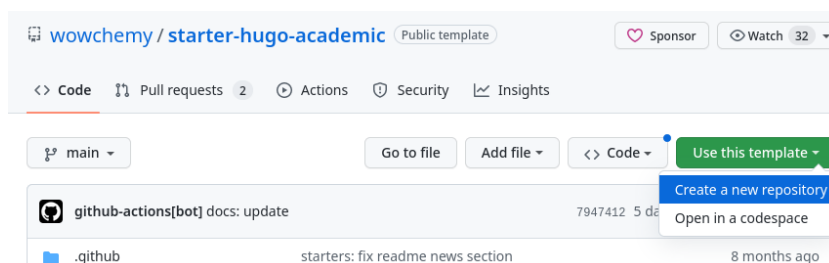 wowchemy / starter-hugo-academic Public template Sponsor Watch 32
<> Code Pull requests 2 Actions Security Insights
main Go to file Add file <> Code Use this template
Create a new repository
github-actions[bot] docs: update 7947412 5 da
Open in a codespace
.github starters: fix readme news section 8 months ago